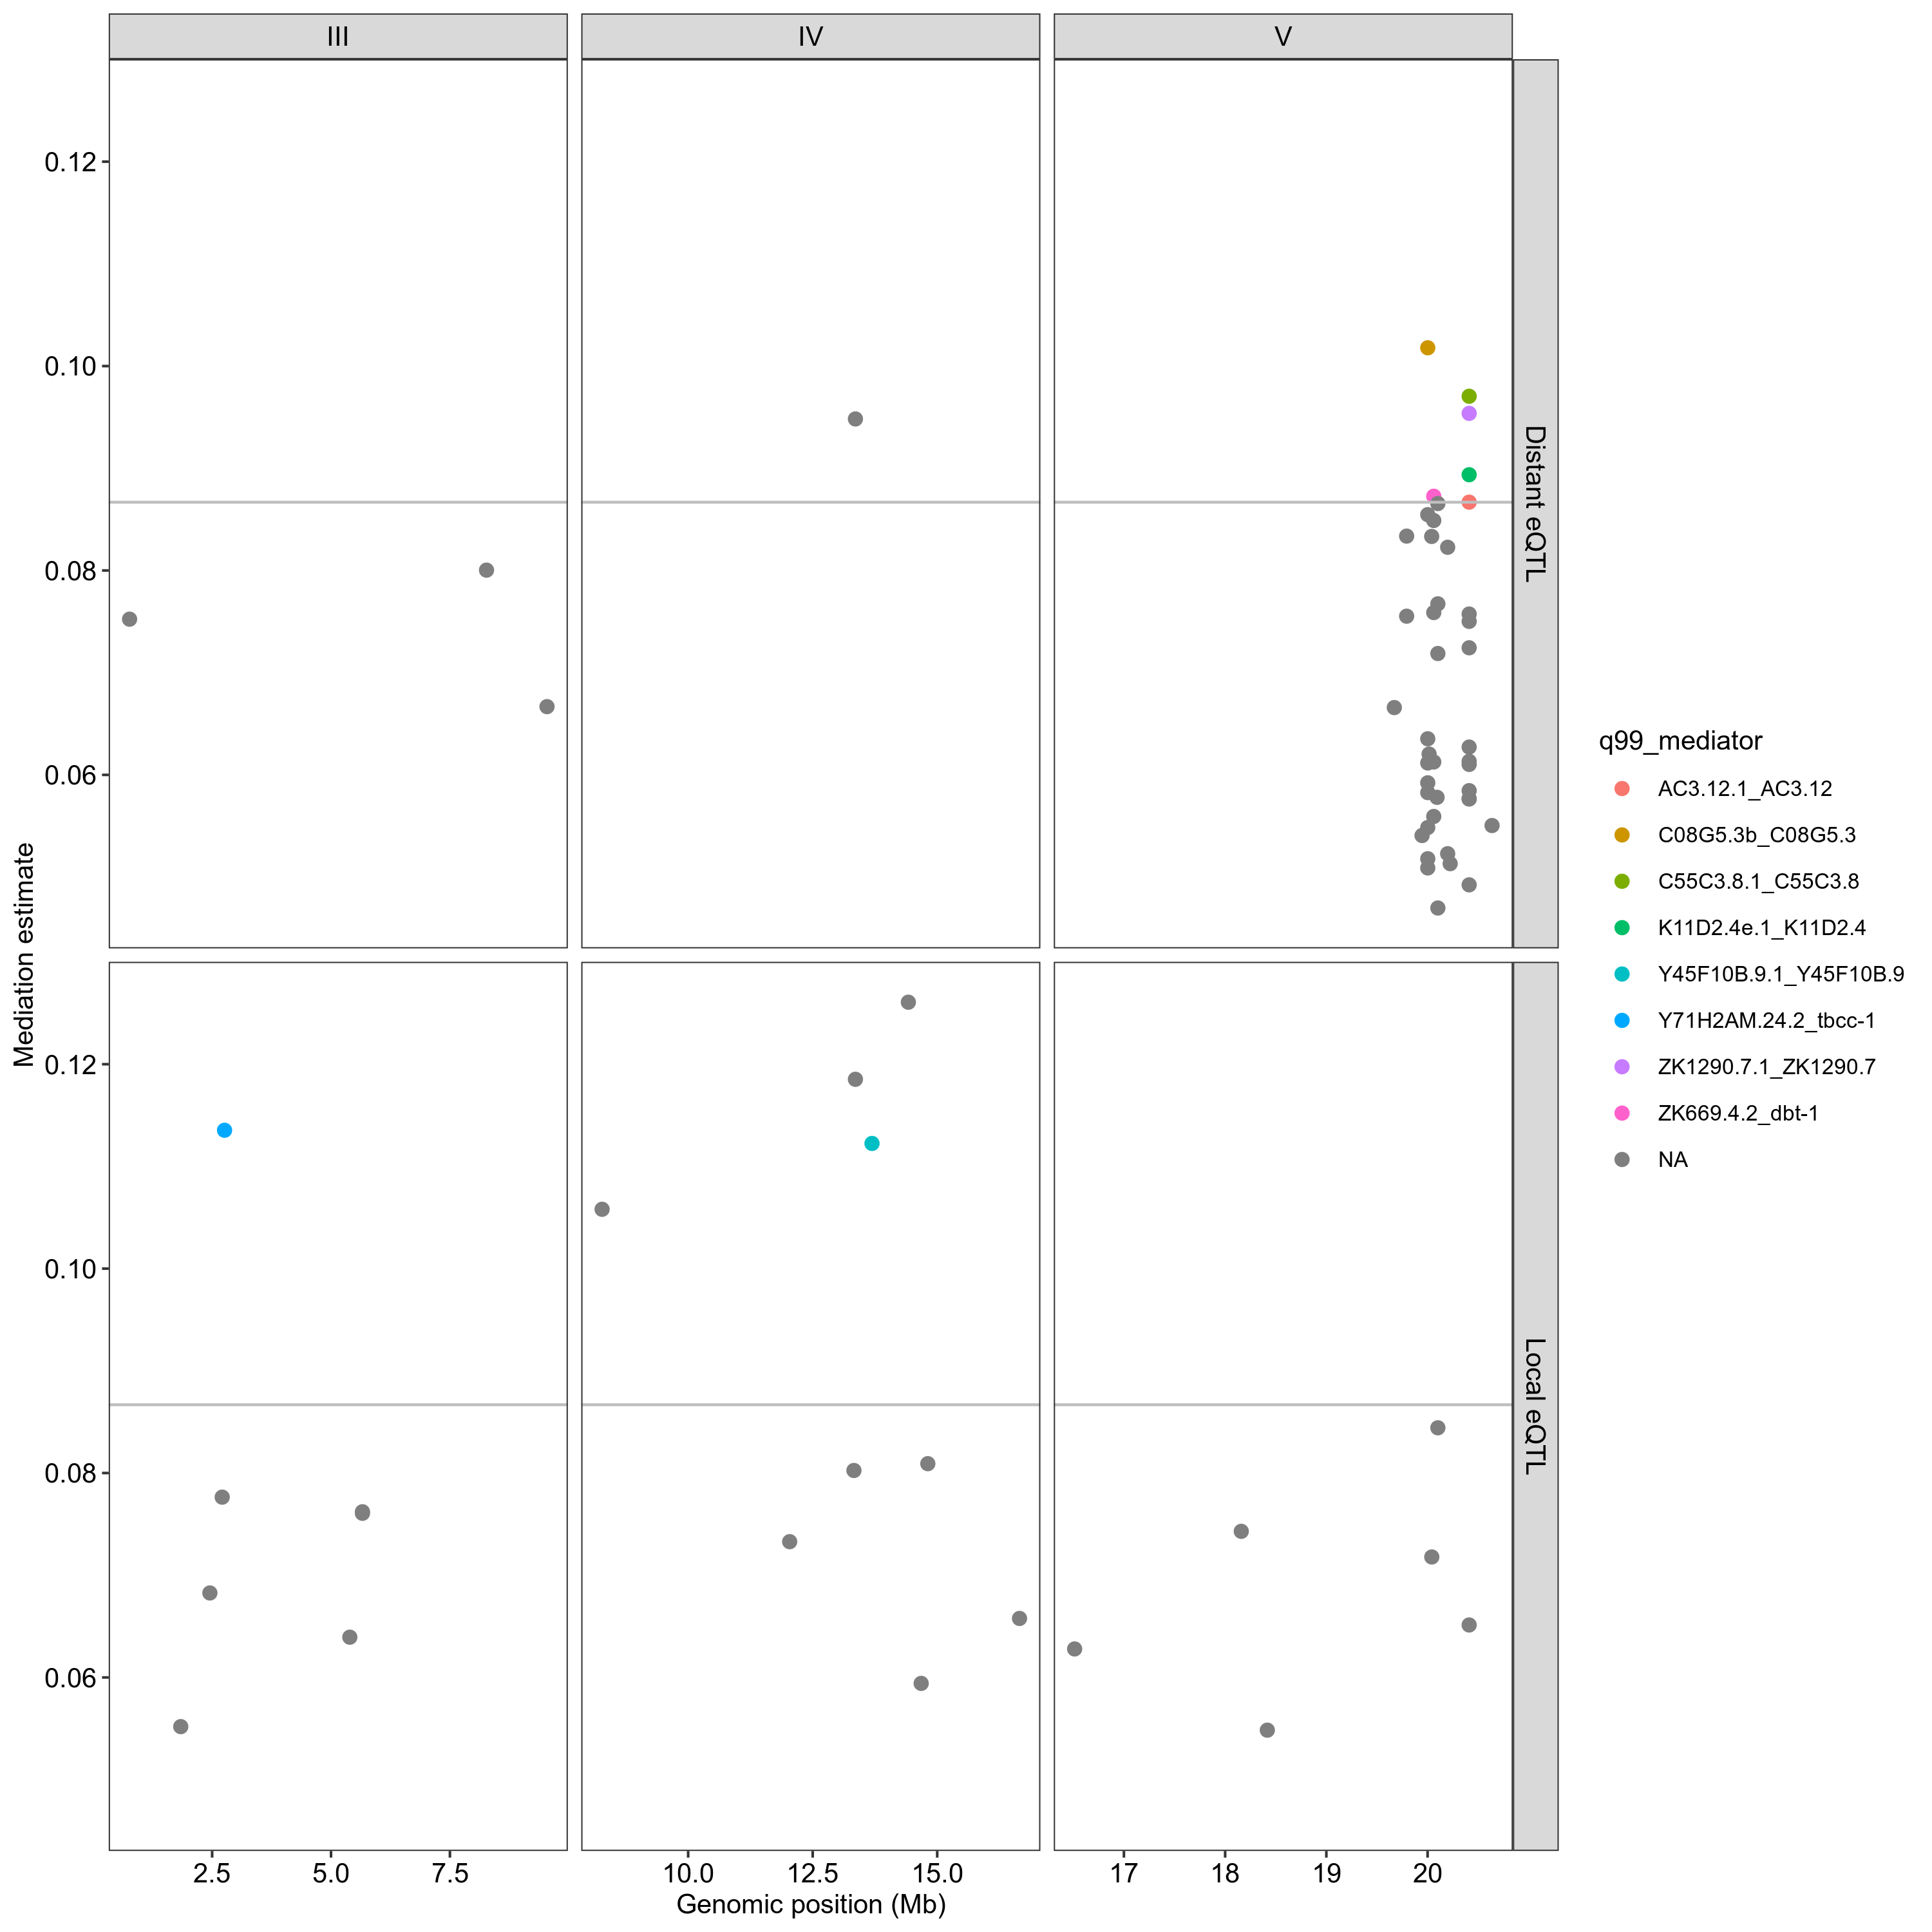 III
IV
V
0.12
0.10
0.08
0.06
Distant eQTL
Mediation estimate
0.12
0.10
0.08
0.06
Local eQTL
2.5
5.0
7.5
10.0
12.5
15.0
17
18
19
20
Genomic position (Mb)
q99_mediator
AC3.12.1_AC3.12
C08G5.3b_C08G5.3
C55C3.8.1_C55C3.8
K11D2.4e.1_K11D2.4
Y45F10B.9.1_Y45F10B.9
Y71H2AM.24.2_tbcc-1
ZK1290.7.1_ZK1290.7
ZK669.4.2_dbt-1
NA